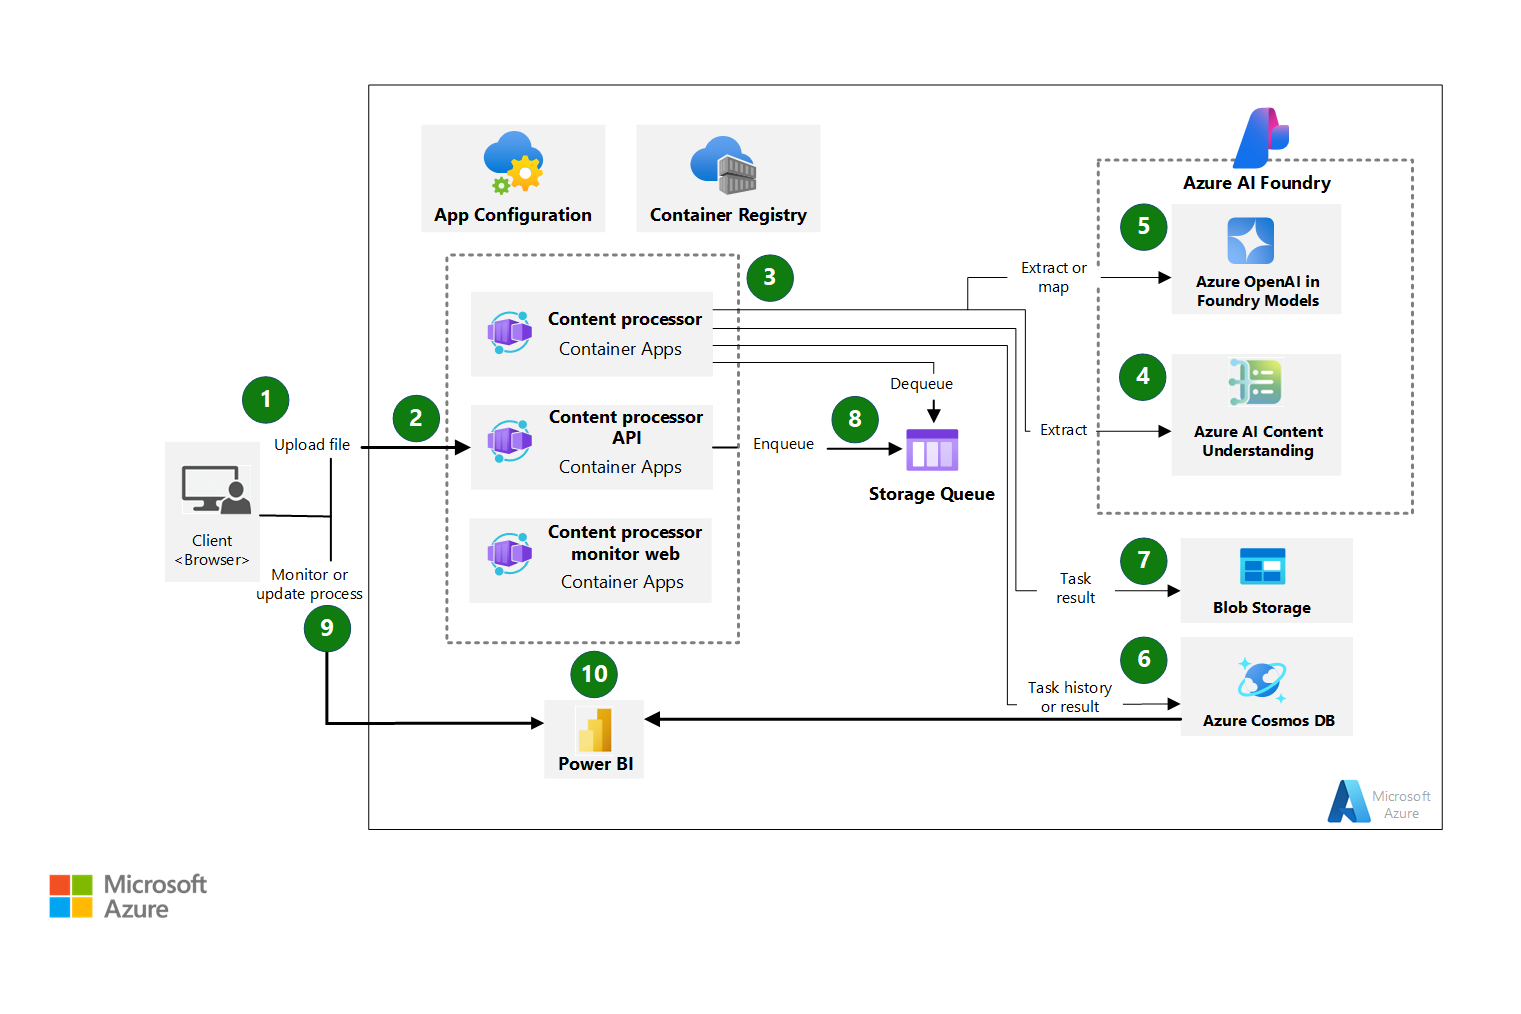 Azure AI Foundry
App Configuration
Container Registry
3
5
Content processor
Container Apps
Extract or
map
Azure OpenAI in
Foundry Models
1
2
Upload file
Content processor
API
Container Apps
Enqueue
Dequeue
8
Storage Queue
4
Extract
Azure AI Content
Understanding
Client
<Browser>
Monitor or
update process
9
Content processor
monitor web
Container Apps
7
Task
result
Blob Storage
10
Power BI
6
Task history
or result
Azure Cosmos DB
Microsoft
Azure
Microsoft
Azure